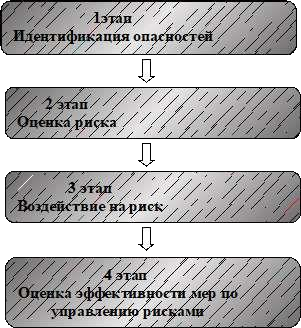 1этап
Идентификация опасностей
2 этап
Оценка риска
3 этап
Воздействие на риск
4 этап
Оценка эффективности мер по
управлению рисками